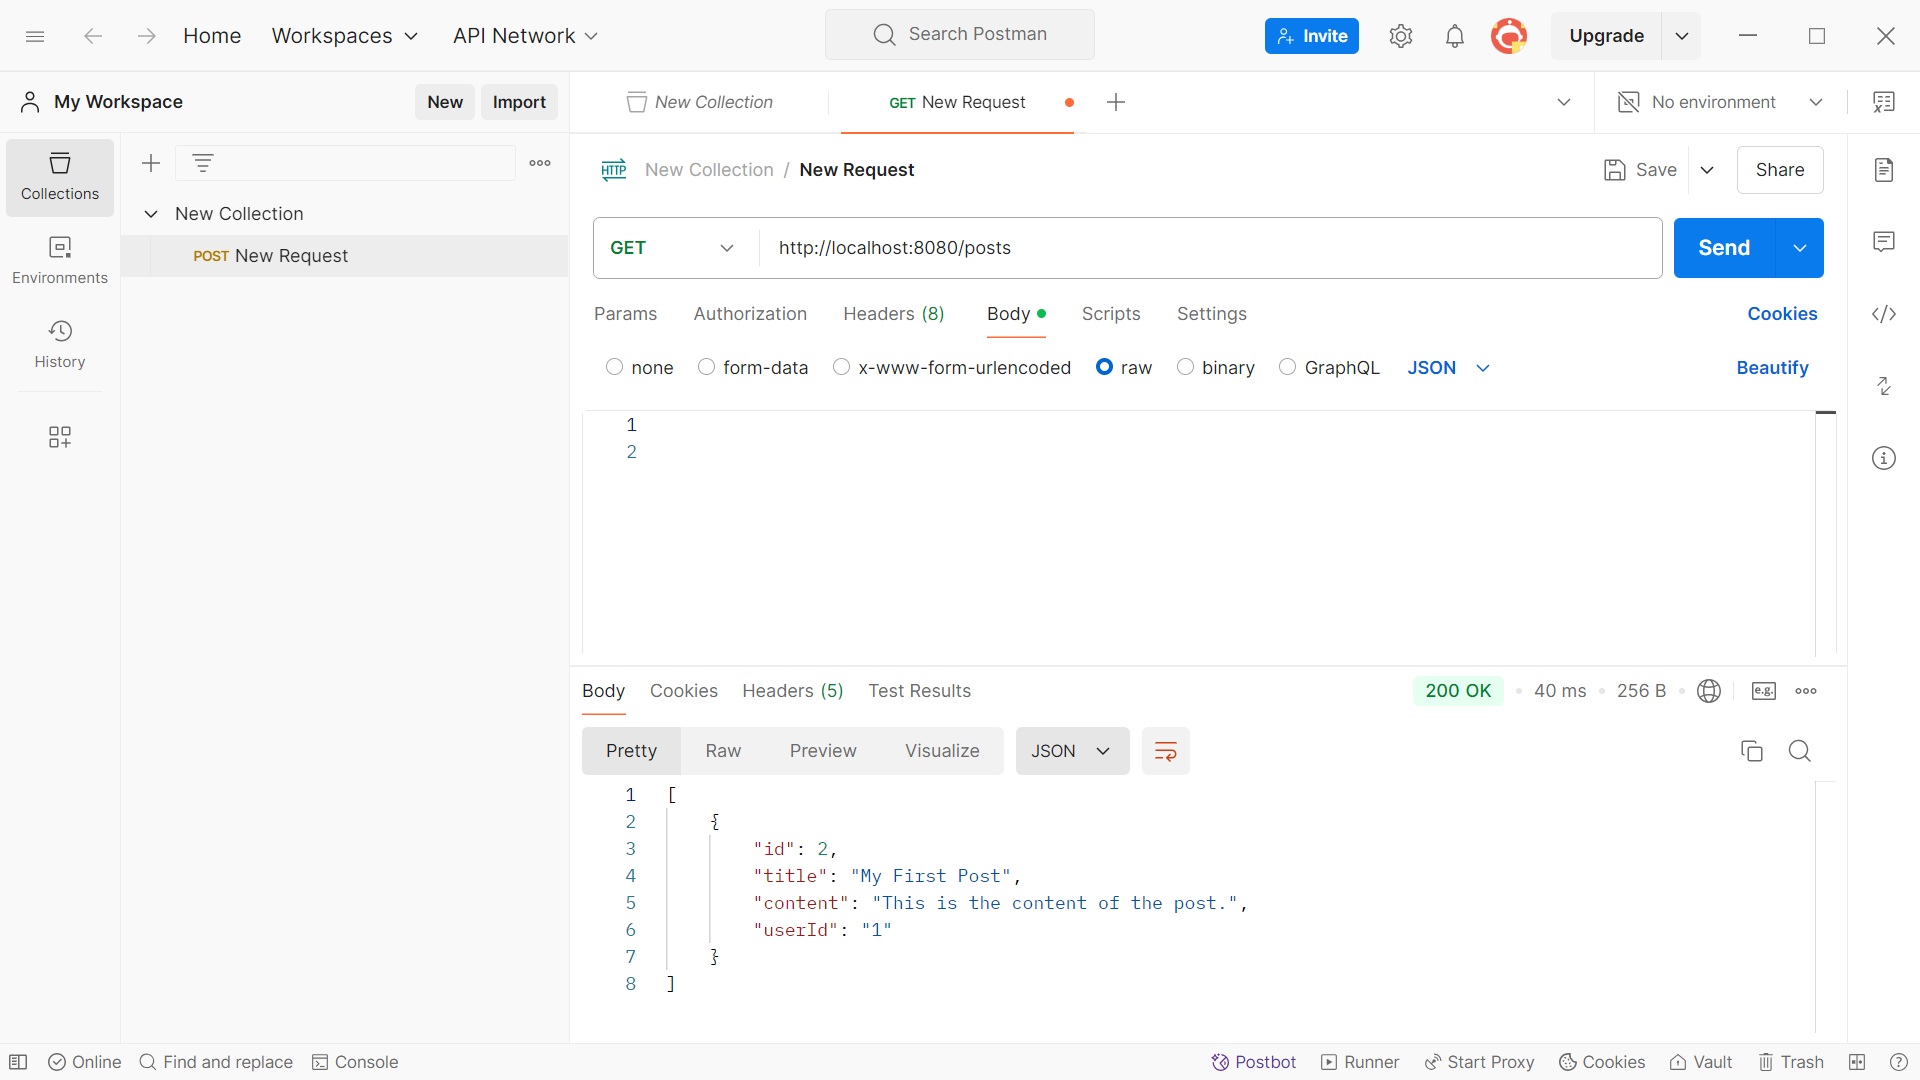 Home
Workspaces
API Network
Search Postman
Invite
Upgrade
My Workspace
New
Import
New Collection
GET New Request
No environment
Collections
Environments
History
New Collection
POST New Request
HTTP
New Collection / New Request
Save
Share
GET
http://localhost:8080/posts
Send
Params
Authorization
Headers (8)
Body
Scripts
Settings
Cookies
none
form-data
x-www-form-urlencoded
raw
binary
GraphQL
JSON
Beautify
1
2
Body
Cookies
Headers (5)
Test Results
200 OK
40 ms
256 B
e.g.
Pretty
Raw
Preview
Visualize
JSON
1 [
2 {
3 "id": 2,
4 "title": "My First Post",
5 "content": "This is the content of the post.",
6 "userId": "1"
7 }
8 ]
Online
Find and replace
Console
Postbot
Runner
Start Proxy
Cookies
Vault
Trash